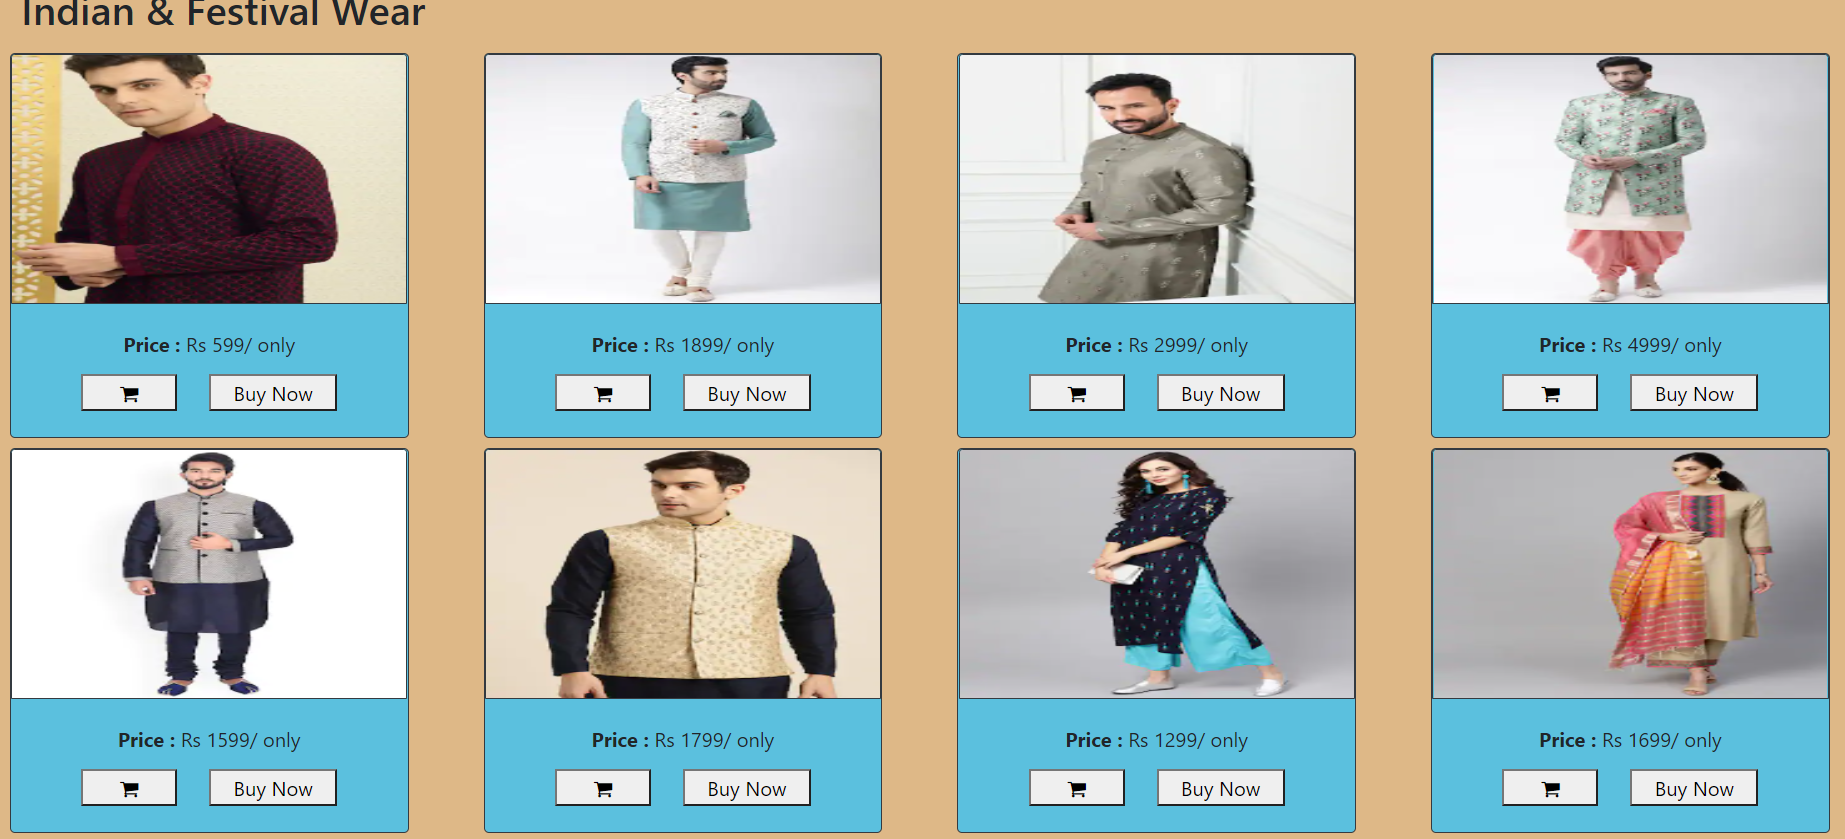 Indian & Festival Wear
Price : Rs 599/ only
Buy Now
Price : Rs 1899/ only
Buy Now
Price : Rs 2999/ only
Buy Now
Price : Rs 4999/ only
Buy Now
Price : Rs 1599/ only
Buy Now
Price : Rs 1799/ only
Buy Now
Price : Rs 1299/ only
Buy Now
Price : Rs 1699/ only
Buy Now